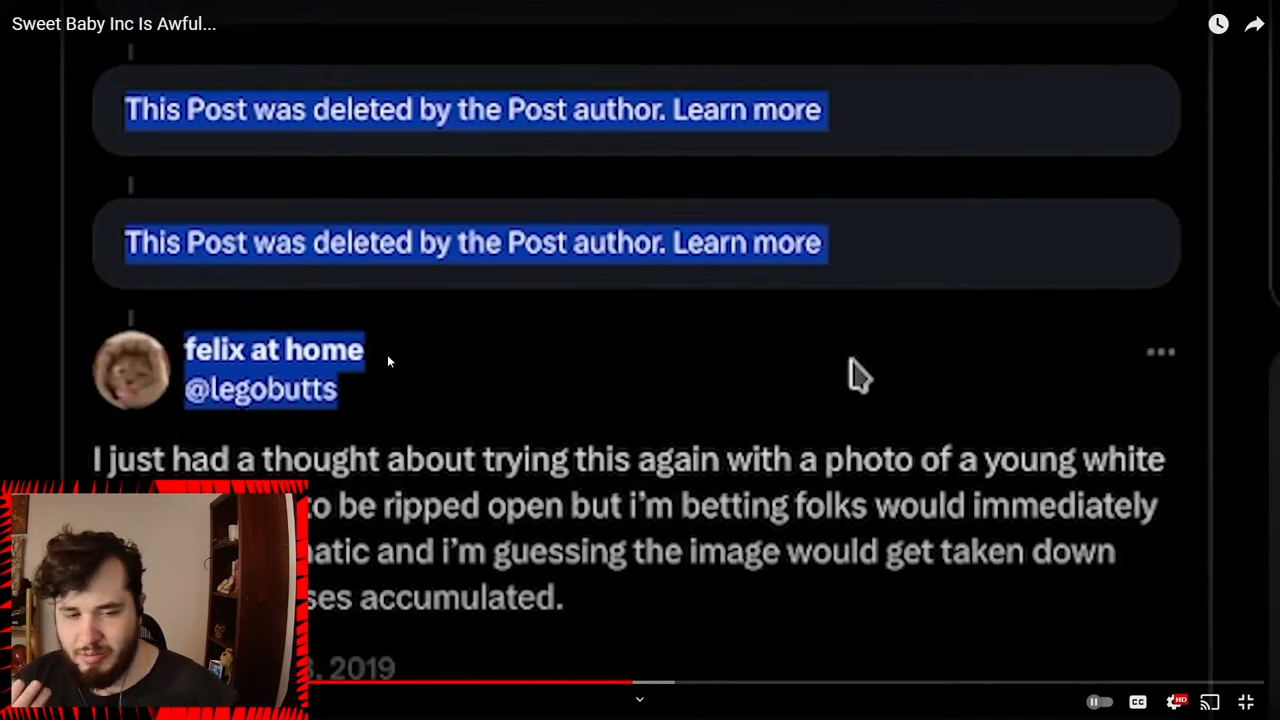 Sweet Baby Inc Is Awful...
This Post was deleted by the Post author. Learn more
This Post was deleted by the Post author. Learn more
felix at home
@legobutts
I just had a thought about trying this again with a photo of a young white
to be ripped open but i'm betting folks would immediately
matic and i'm guessing the image would get taken down
ses accumulated.
2019
CC
HD